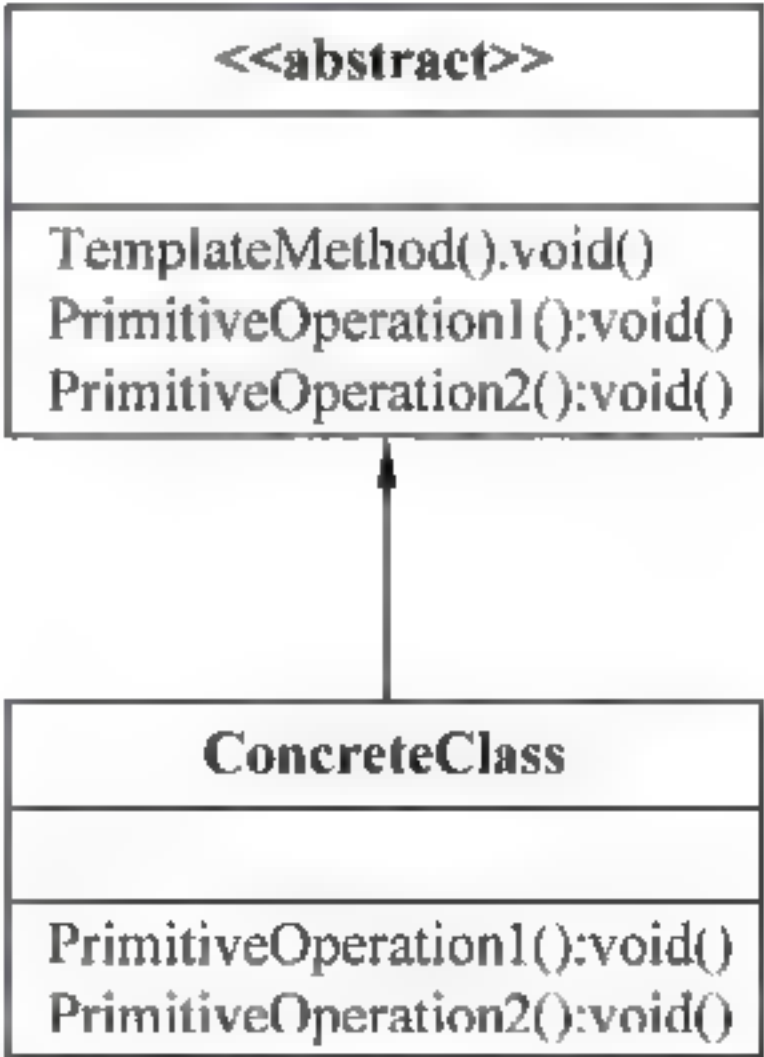 <<abstract>>
TemplateMethod().void()
PrimitiveOperation1():void()
PrimitiveOperation2():void()
ConcreteClass
PrimitiveOperation1():void()
PrimitiveOperation2():void()